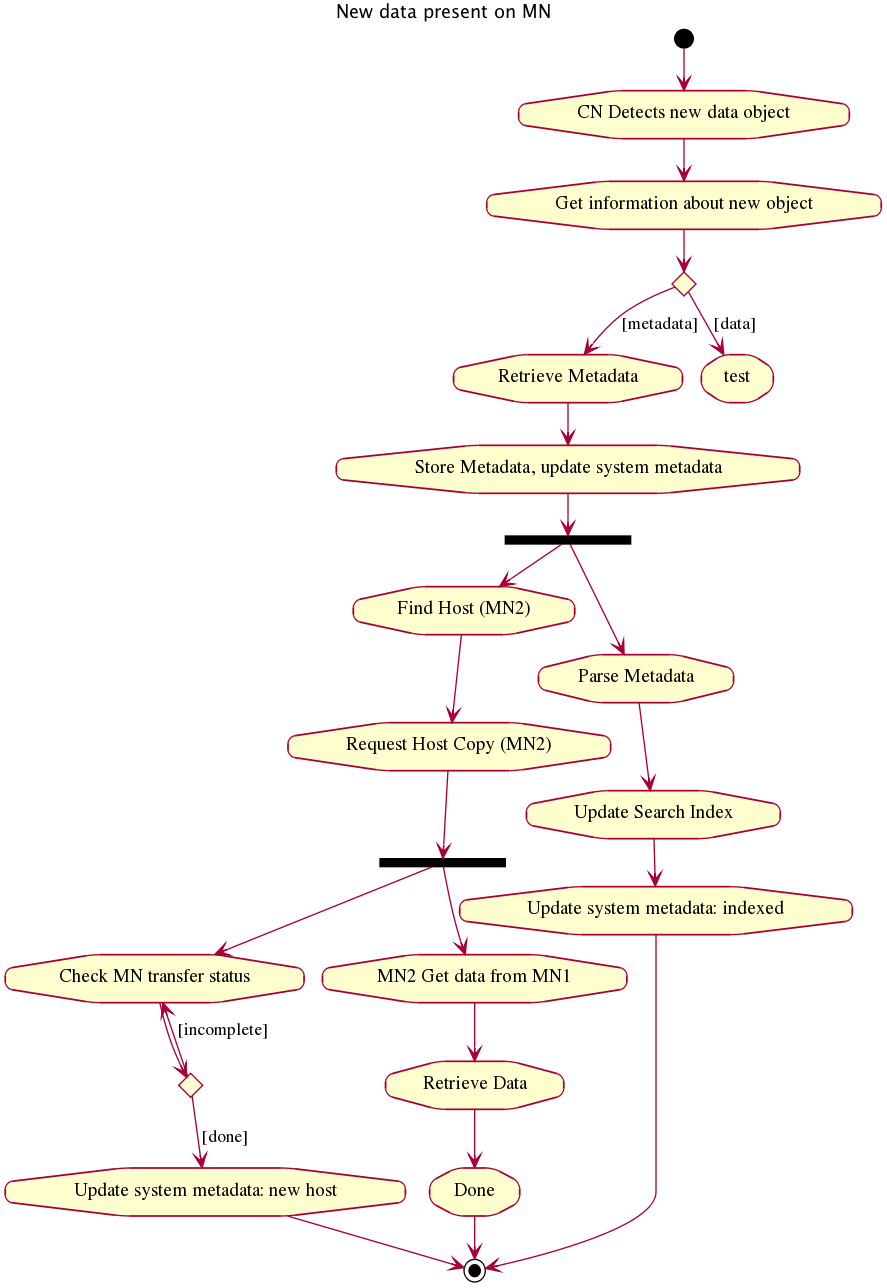 New data present on MN
CN Detects new data object
Get information about new object
[metadata]
[data]
Retrieve Metadata
test
Store Metadata, update system metadata
Find Host (MN2)
Parse Metadata
Request Host Copy (MN2)
Update Search Index
Update system metadata: indexed
Check MN transfer status
MN2 Get data from MN1
[incomplete]
Retrieve Data
[done]
Update system metadata: new host
Done